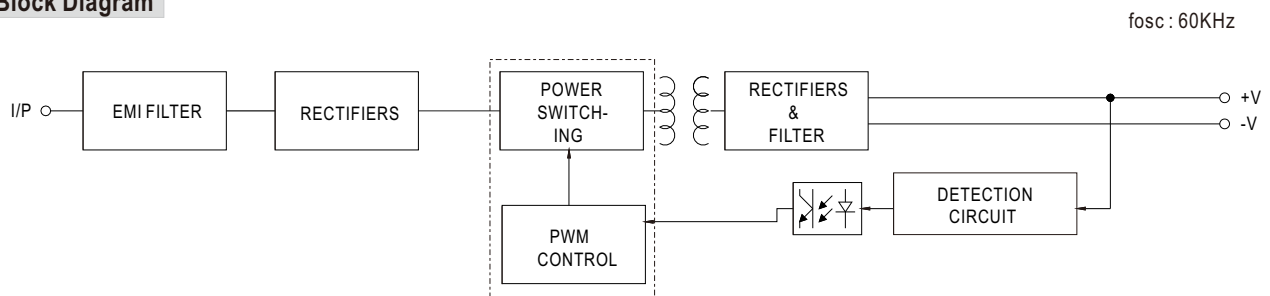 Block Diagram
fosc : 60KHz
I/P
EMI FILTER
RECTIFIERS
POWER
SWITCH-
ING
RECTIFIERS
&
FILTER
+V
-V
DETECTION
CIRCUIT
PWM
CONTROL